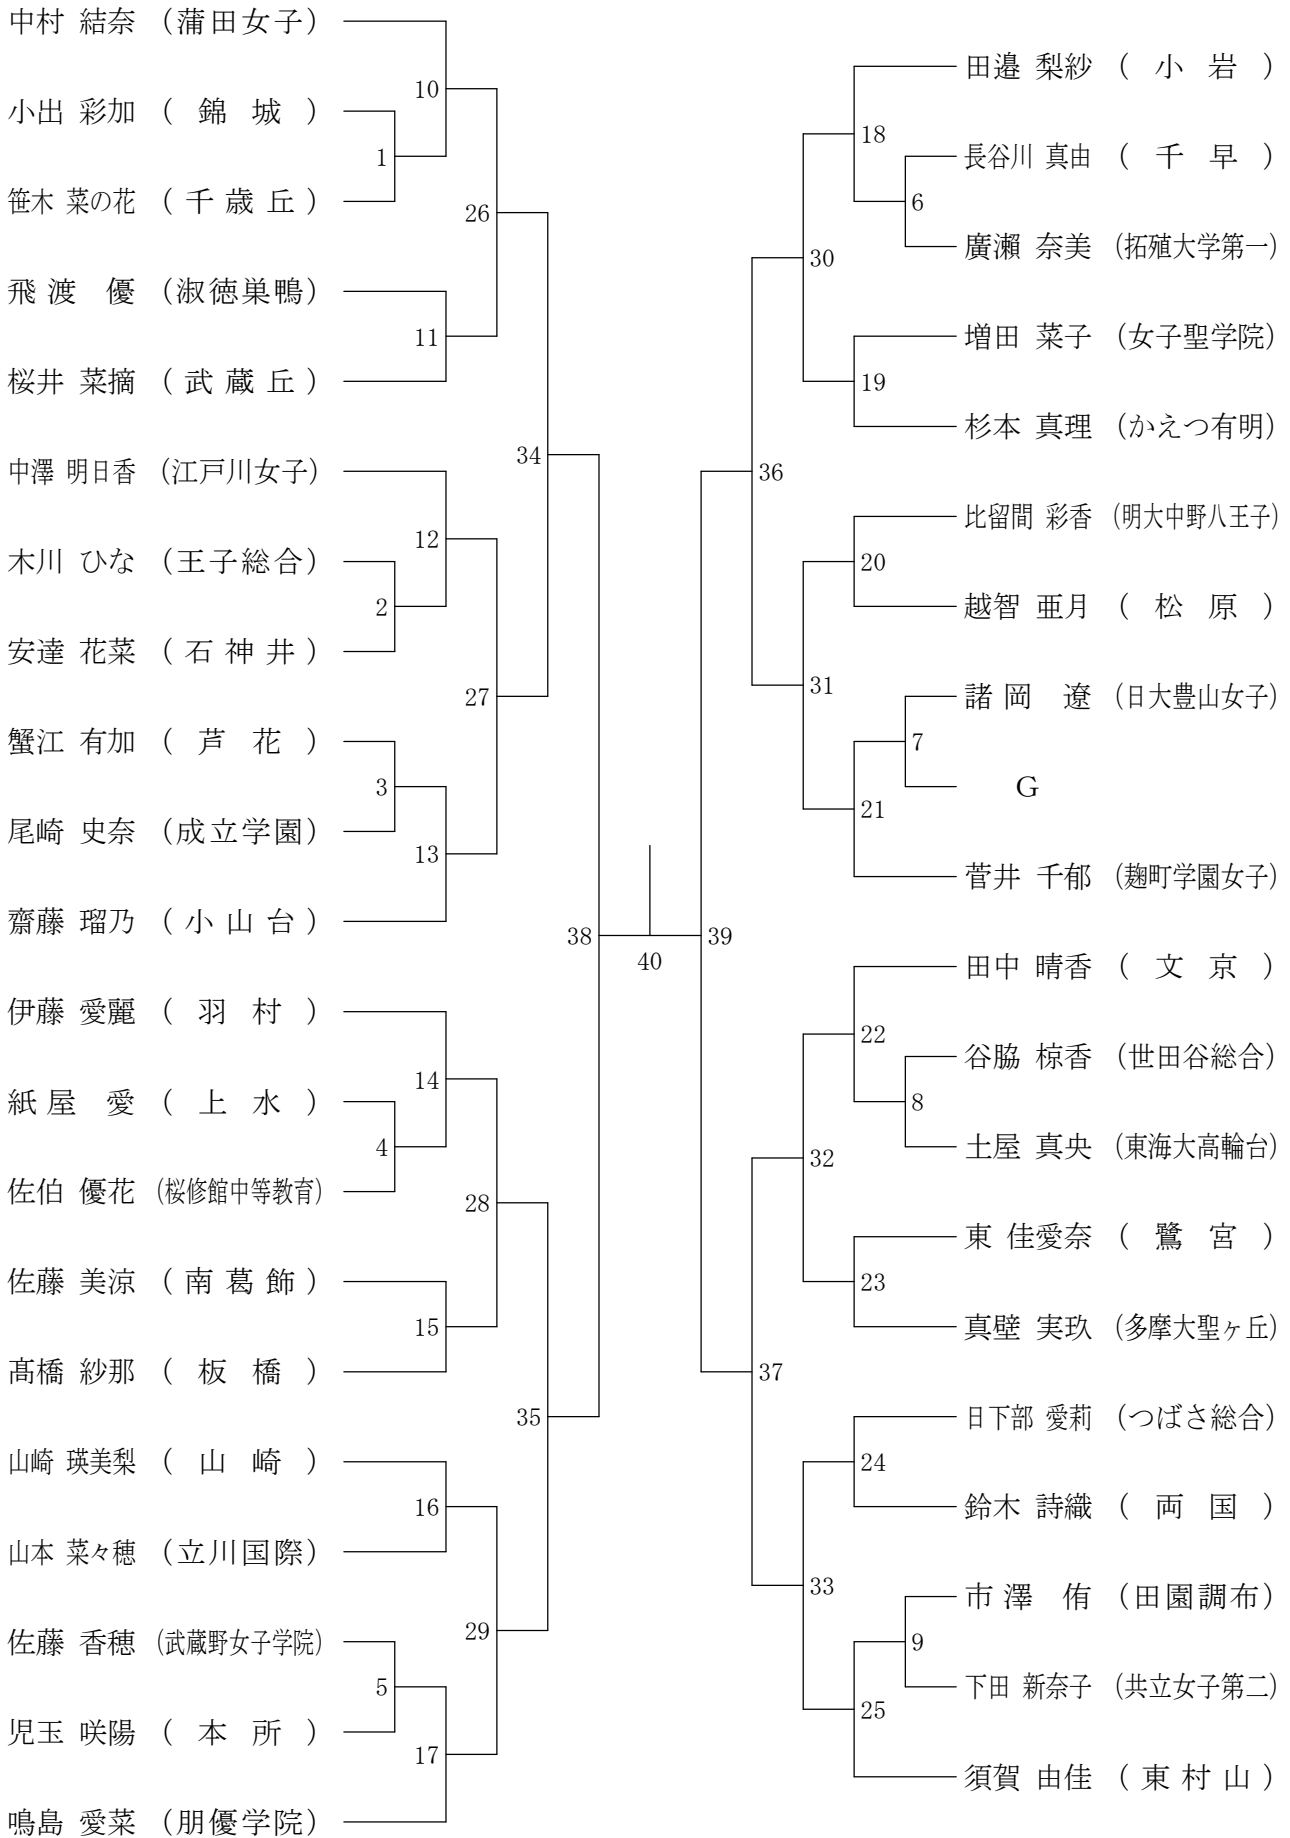 中村 結奈 （蒲田女子）
小出 彩加 （ 錦 城 ）
笹木 菜の花 （ 千 歳 丘 ）
飛 渡 優 （淑徳巣鴨）
桜井 菜摘 （ 武 蔵 丘 ）
中澤 明日香 （江戸川女子）
木川 ひな （王子総合）
安達 花菜 （ 石 神 井 ）
蟹江 有加 （ 芦 花 ）
尾崎 史奈 （成立学園）
齋藤 瑠乃 （ 小 山 台 ）
伊藤 愛麗 （ 羽 村 ）
紙 屋 愛 （ 上 水 ）
佐伯 優花 （桜修館中等教育）
佐藤 美涼 （ 南 葛 飾 ）
髙橋 紗那 （ 板 橋 ）
山崎 瑛美梨 （ 山 崎 ）
山本 菜々穂 （立川国際）
佐藤 香穂 （武蔵野女子学院）
児玉 咲陽 （ 本 所 ）
鳴島 愛菜 （朋優学院）
1
2
3
4
5
10
11
12
13
14
15
16
17
26
27
28
29
34
35
38
40
39
36
37
30
31
32
33
18
19
20
21
22
23
24
25
6
7
8
9
田邉 梨紗 （ 小 岩 ）
長谷川 真由 （ 千 早 ）
廣瀬 奈美 （拓殖大学第一）
増田 菜子 （女子聖学院）
杉本 真理 （かえつ有明）
比留間 彩香 （明大中野八王子）
越智 亜月 （ 松 原 ）
諸 岡 遼 （日大豊山女子）
G
菅井 千郁 （麹町学園女子）
田中 晴香 （ 文 京 ）
谷脇 椋香 （世田谷総合）
土屋 真央 （東海大高輪台）
東 佳愛奈 （ 鷺 宮 ）
真壁 実玖 （多摩大聖ヶ丘）
日下部 愛莉 （つばさ総合）
鈴木 詩織 （ 両 国 ）
市 澤 侑 （田園調布）
下田 新奈子 （共立女子第二）
須賀 由佳 （ 東 村 山 ）